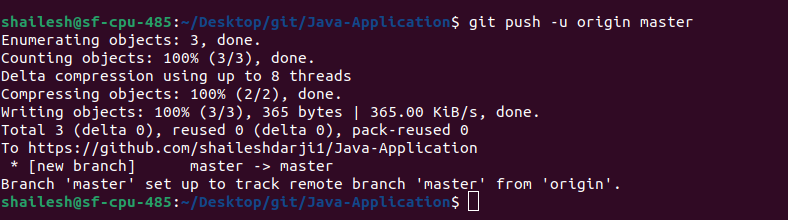 shailesh@sf-cpu-485:~/Desktop/git/Java-Application$ git push -u origin master
Enumerating objects: 3, done.
Counting objects: 100% (3/3), done.
Delta compression using up to 8 threads
Compressing objects: 100% (2/2), done.
Writing objects: 100% (3/3), 365 bytes | 365.00 KiB/s, done.
Total 3 (delta 0), reused 0 (delta 0), pack-reused 0
To https://github.com/shaileshdarji1/Java-Application
 * [new branch]      master -> master
Branch 'master' set up to track remote branch 'master' from 'origin'.
shailesh@sf-cpu-485:~/Desktop/git/Java-Application$